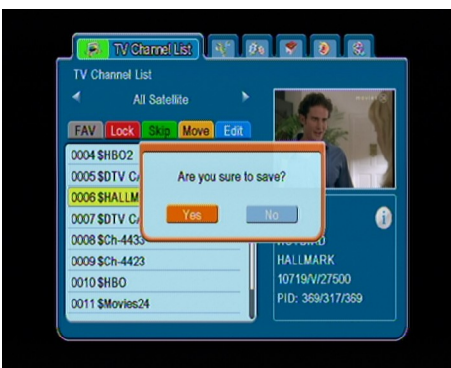 TV Channel List
TV Channel List
All Satellite
FAV Lock Skip Move Edit
0004 $HBO2
0005 $DTV
0006 $HALLM
0007 $DTV
0008 $Ch-4433
0009 $Ch-4423
0010 $HBO
0011 $Movies24
Are you sure to save?
Yes No
HALLMARK
10719/V/27500
PID: 369/317/369